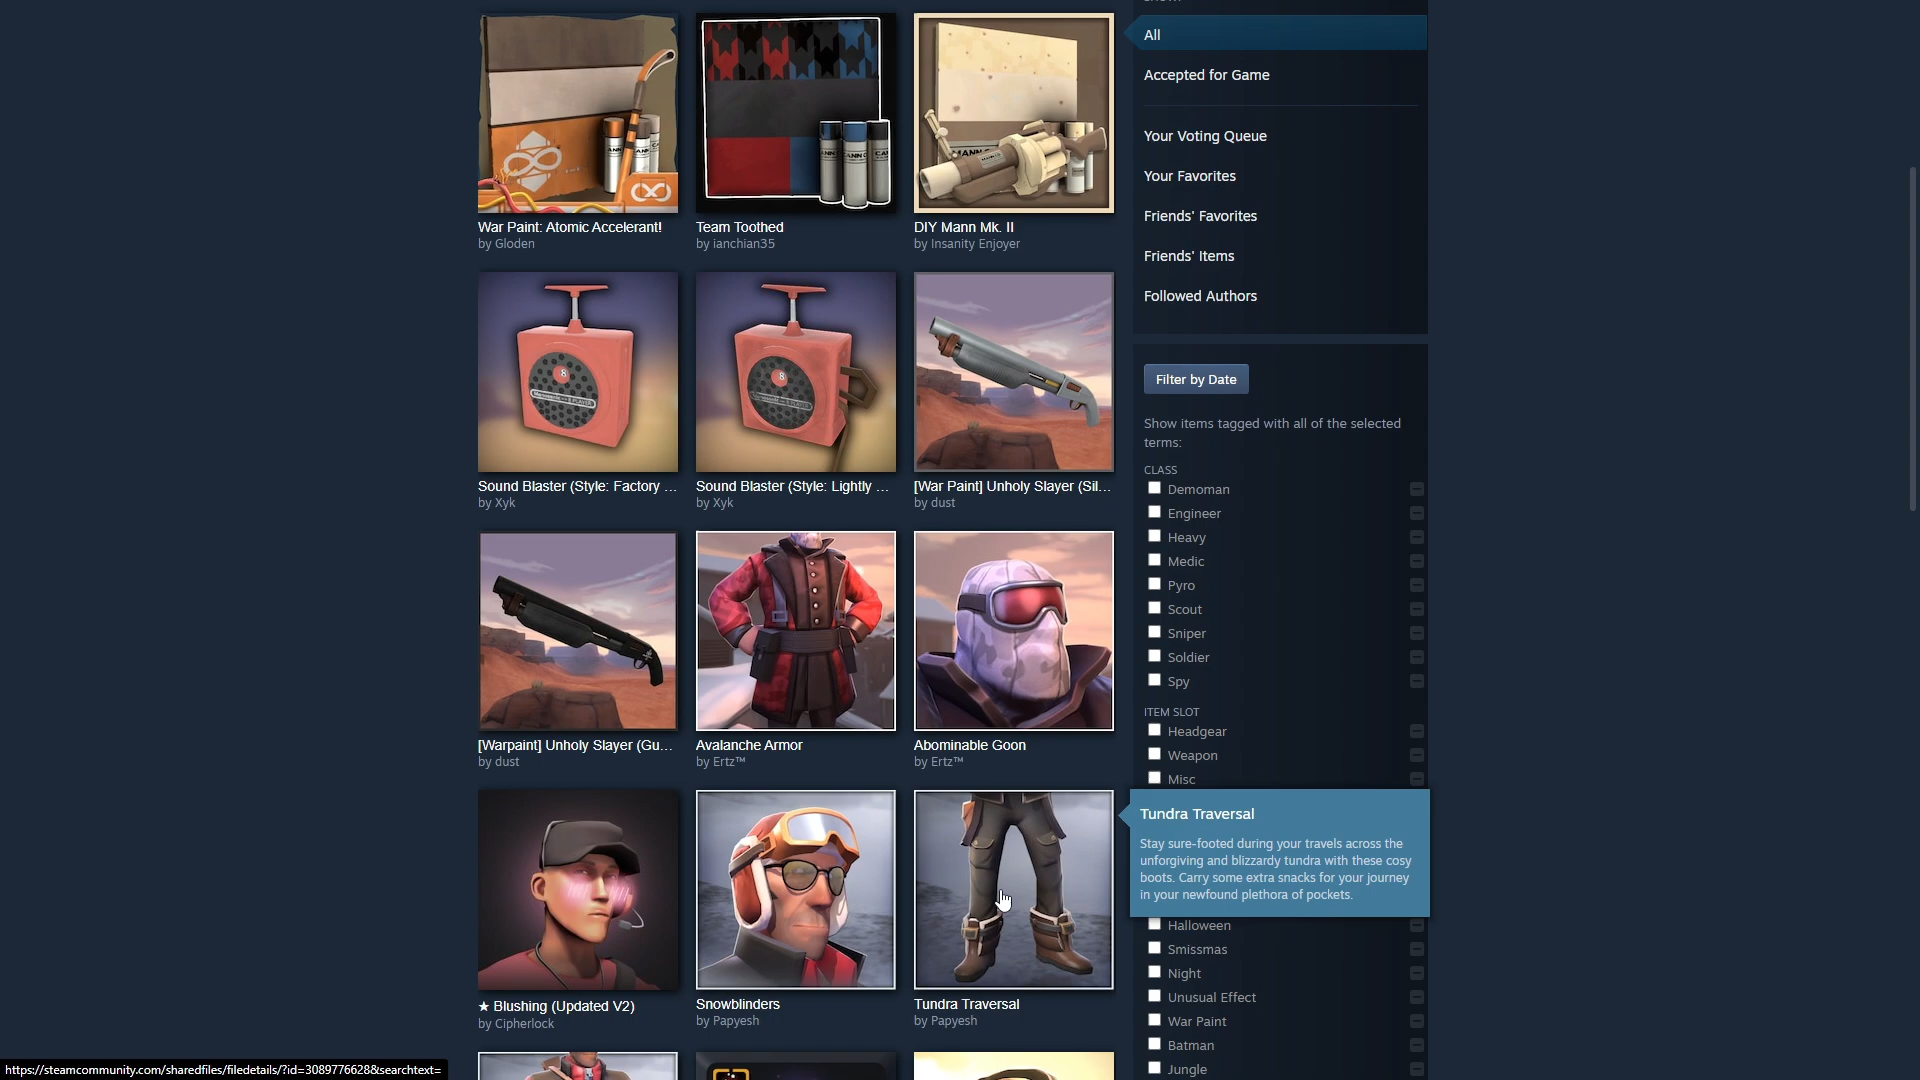 All
Accepted for Game
Your Voting Queue
Your Favorites
Friends' Favorites
Friends' Items
Followed Authors
War Paint: Atomic Accelerant!
by Gloden
Team Toothed
by ianchian35
DIY Mann Mk. II
by Insanity Enjoyer
Sound Blaster (Style: Factory ...
by Xyk
Sound Blaster (Style: Lightly ...
by Xyk
[War Paint] Unholy Slayer (Sil...
by dust
[Warpaint] Unholy Slayer (Gu...
by dust
Avalanche Armor
by Ertz™
Abominable Goon
by Ertz™
★ Blushing (Updated V2)
by Cipherlock
Snowblinders
by Papyesh
Tundra Traversal
by Papyesh
Filter by Date
Show items tagged with all of the selected
terms:
CLASS
Demoman
Engineer
Heavy
Medic
Pyro
Scout
Sniper
Soldier
Spy
ITEM SLOT
Headgear
Weapon
Misc
Tundra Traversal
Stay sure-footed during your travels across the
unforgiving and blizzardy tundra with these cosy
boots. Carry some extra snacks for your journey
in your newfound plethora of pockets.
Halloween
Smissmas
Night
Unusual Effect
War Paint
Batman
Jungle
https://steamcommunity.com/sharedfiles/filedetails/?id=3089776628&searchtext=